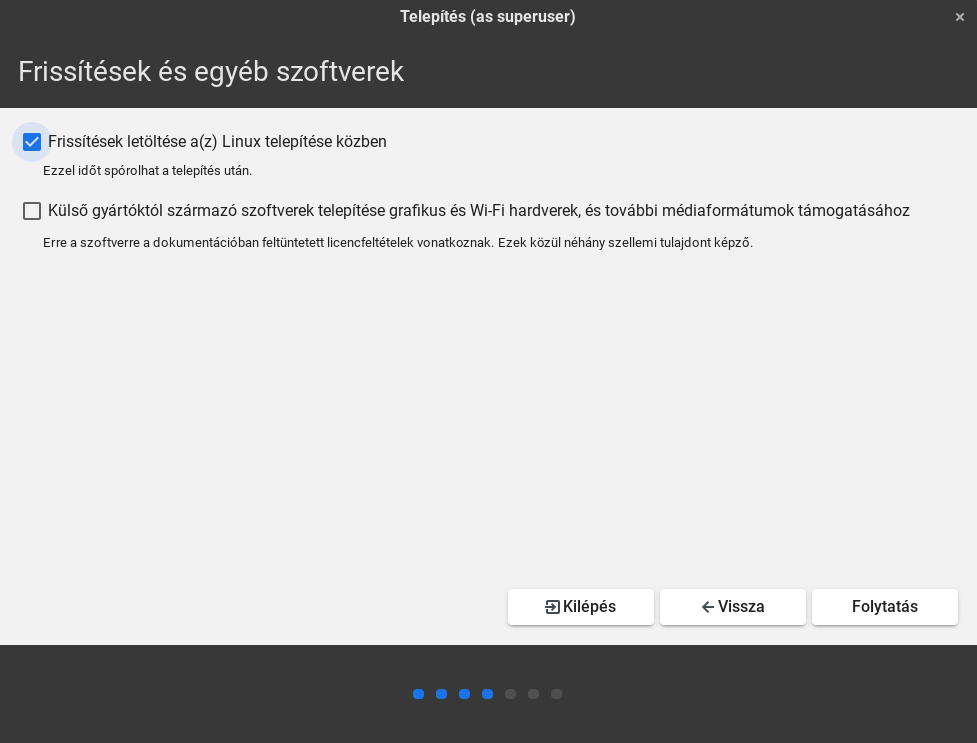 Telepítés (as superuser)
×
Frissítések és egyéb szoftverek
Frissítések letöltése a(z) Linux telepítése közben
Ezzel időt spórolhat a telepítés után.
Külső gyártóktól származó szoftverek telepítése grafikus és Wi-Fi hardverek, és további médiaformátumok támogatásához
Erre a szoftverre a dokumentációban feltüntetett licencfeltételek vonatkoznak. Ezek közül néhány szellemi tulajdont képző.
Kilépés Vissza Folytatás